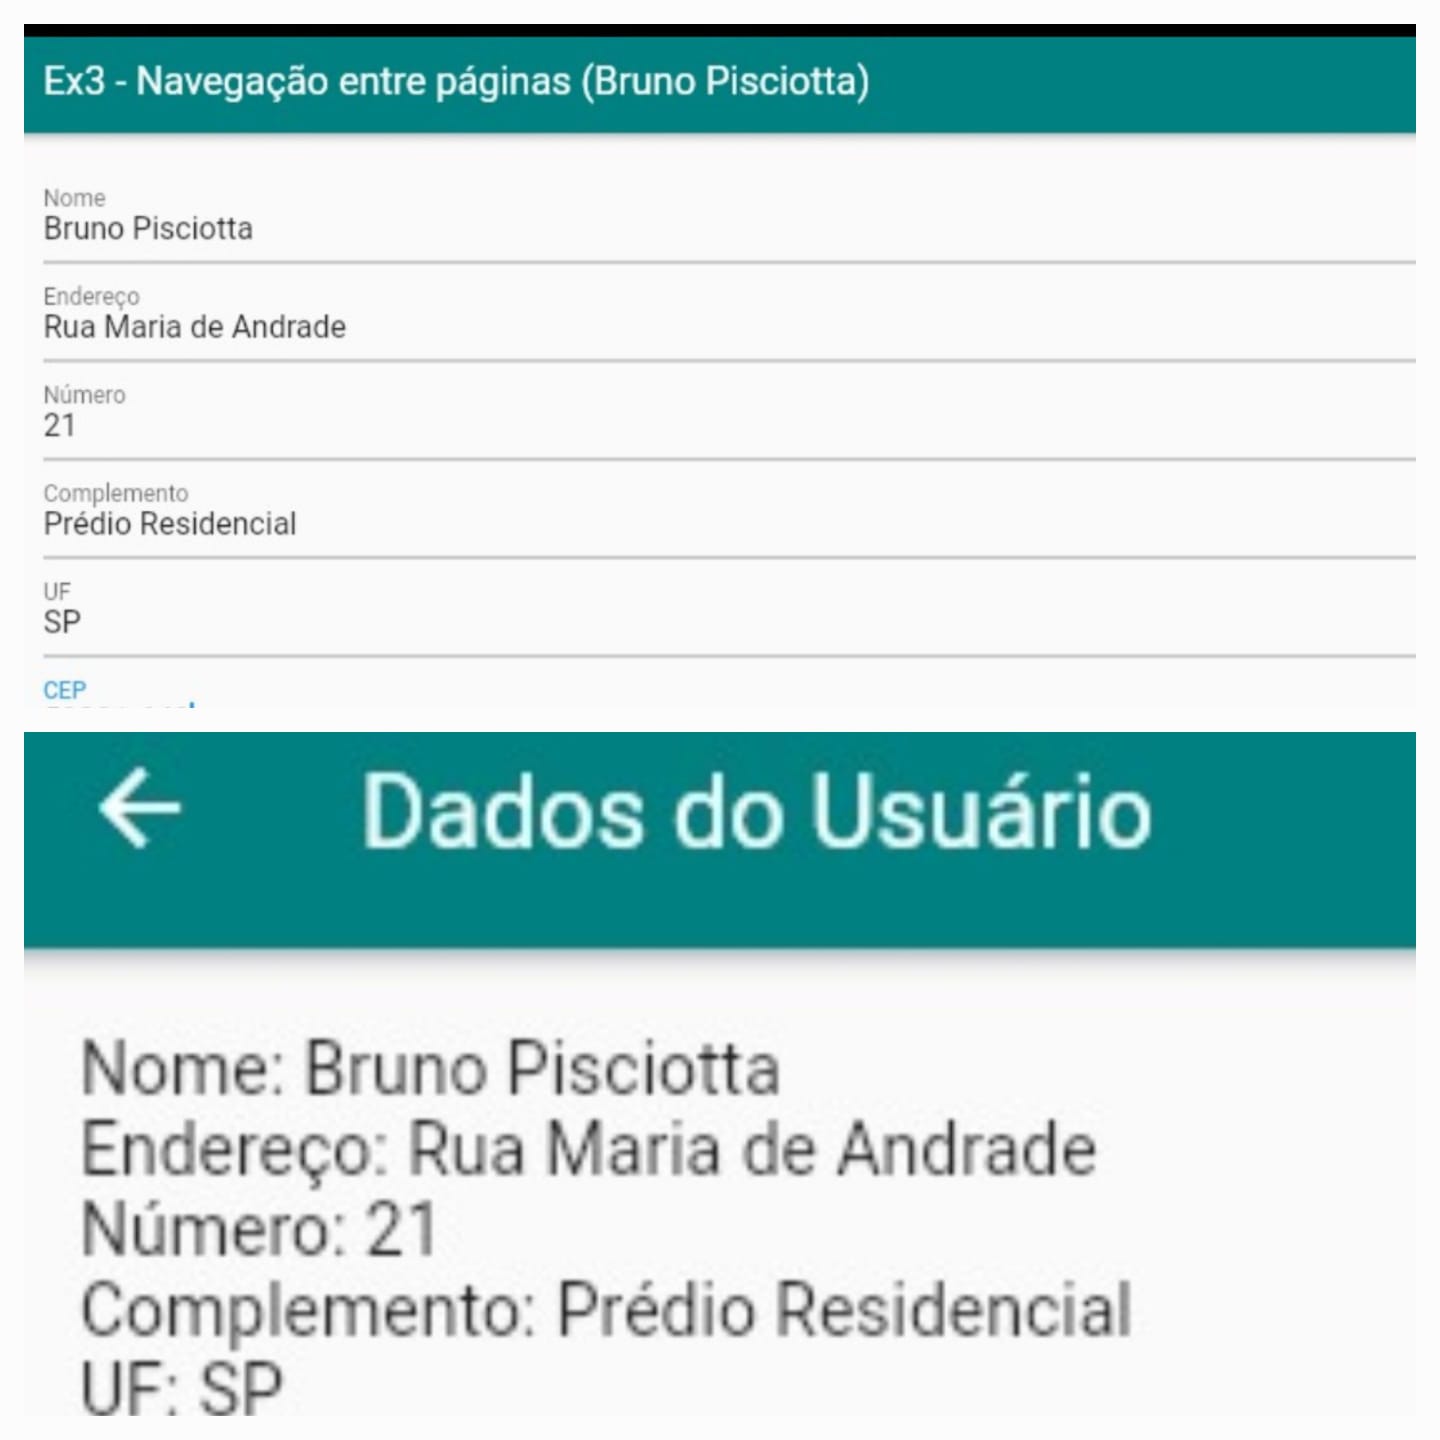 Ex3 - Navegação entre páginas (Bruno Pisciotta)
Nome
Bruno Pisciotta
Endereço
Rua Maria de Andrade
Número
21
Complemento
Prédio Residencial
UF
SP
CEP
Dados do Usuário
Nome: Bruno Pisciotta
Endereço: Rua Maria de Andrade
Número: 21
Complemento: Prédio Residencial
UF: SP